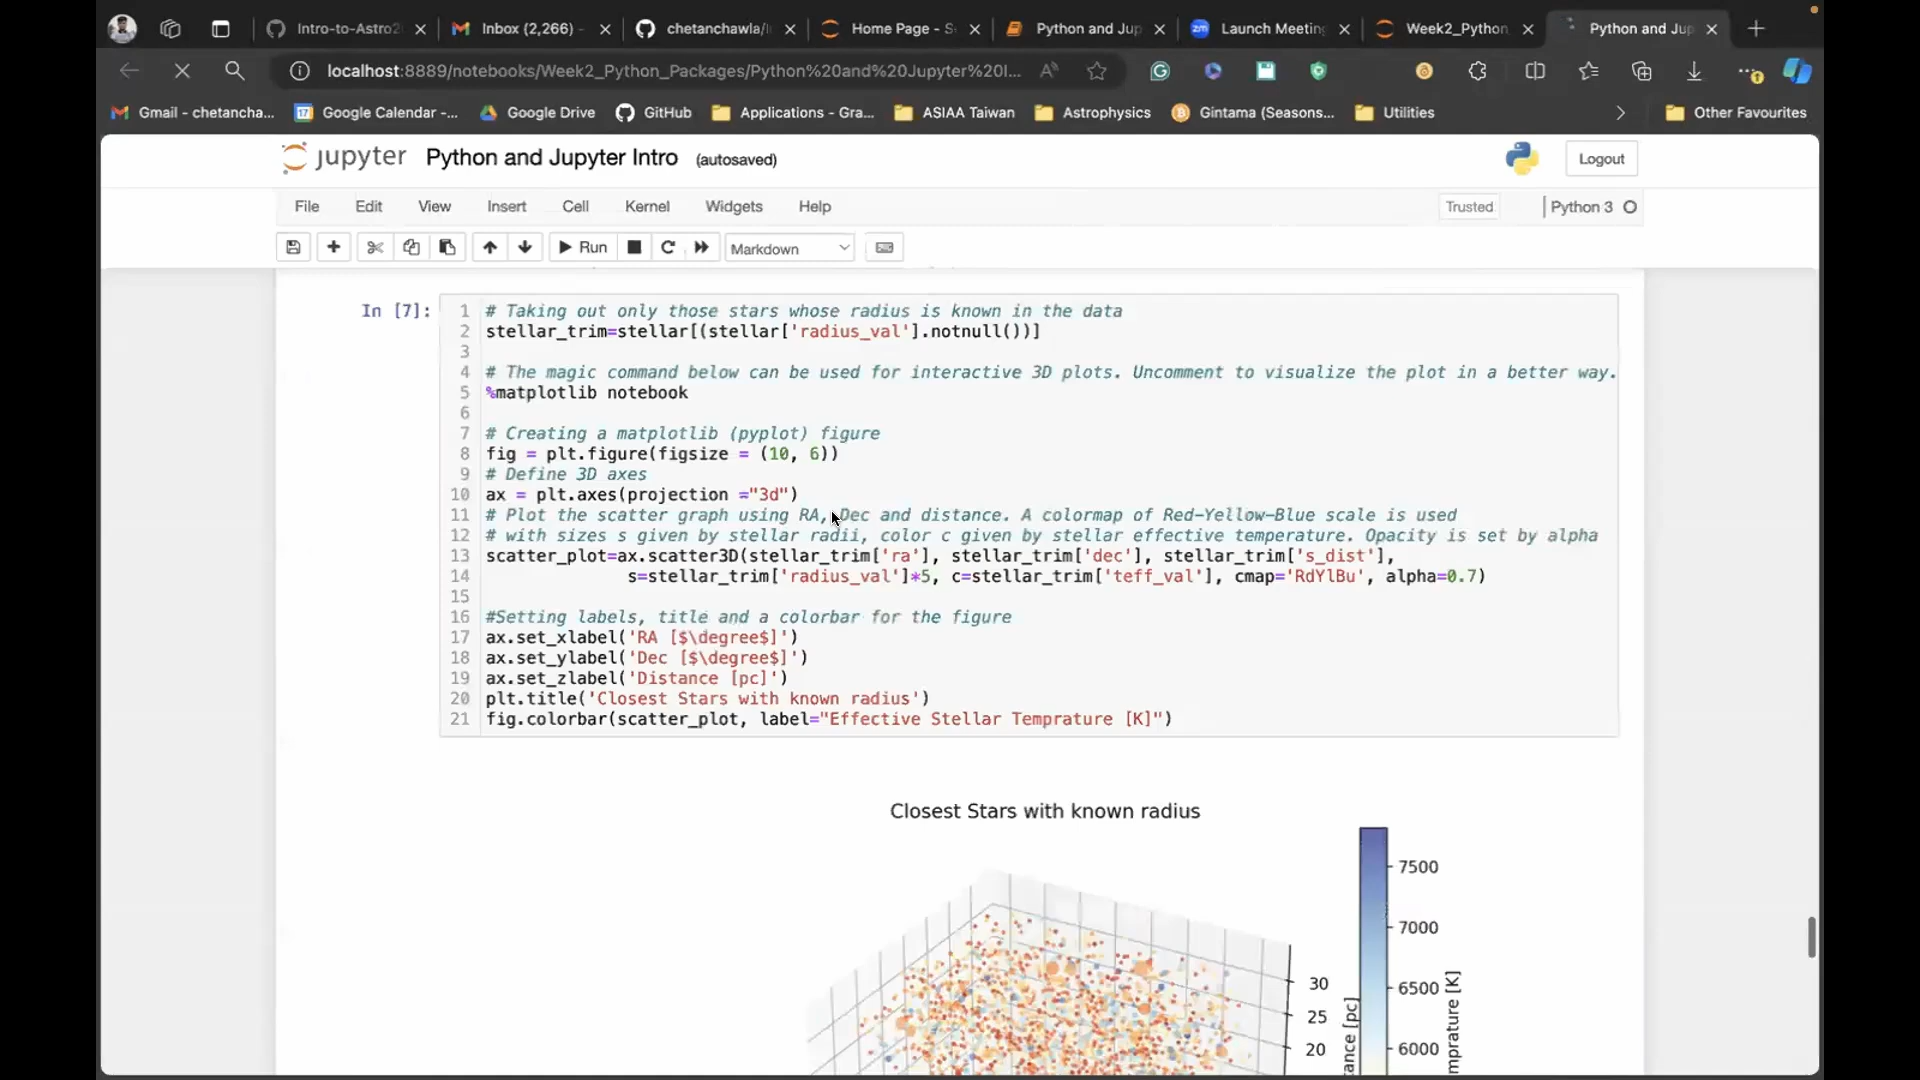 Intro-to-Astro2
Inbox (2,266) -
chetanchawla/I
Home Page - S
Python and Jup
Launch Meeting
Week2_Python
Python and Jup
localhost:8889/notebooks/Week2_Python_Packages/Python%20and%20Jupyter%20I...
Gmail - chetancha...
Google Calendar -...
Google Drive
GitHub
Applications - Gra...
ASIAA Taiwan
Astrophysics
Gintama (Seasons...
Utilities
Other Favourites
jupyter Python and Jupyter Intro (autosaved)
Logout
File Edit View Insert Cell Kernel Widgets Help
Trusted
Python 3
Run
Markdown
In [7]:
1 # Taking out only those stars whose radius is known in the data
2 stellar_trim=stellar[(stellar['radius_val'].notnull())]
3
4 # The magic command below can be used for interactive 3D plots. Uncomment to visualize the plot in a better way.
5 %matplotlib notebook
6
7 # Creating a matplotlib (pyplot) figure
8 fig = plt.figure(figsize = (10, 6))
9 # Define 3D axes
10 ax = plt.axes(projection ="3d")
11 # Plot the scatter graph using RA, Dec and distance. A colormap of Red-Yellow-Blue scale is used
12 # with sizes s given by stellar radii, color c given by stellar effective temperature. Opacity is set by alpha
13 scatter_plot=ax.scatter3D(stellar_trim['ra'], stellar_trim['dec'], stellar_trim['s_dist'],
14 s=stellar_trim['radius_val']*5, c=stellar_trim['teff_val'], cmap='RdYlBu', alpha=0.7)
15
16 #Setting labels, title and a colorbar for the figure
17 ax.set_xlabel('RA [$\degree$]')
18 ax.set_ylabel('Dec [$\degree$]')
19 ax.set_zlabel('Distance [pc]')
20 plt.title('Closest Stars with known radius')
21 fig.colorbar(scatter_plot, label="Effective Stellar Temprature [K]")
Closest Stars with known radius
7500
7000
6500
6000
30
25
20
tance [pc]
mprature [K]